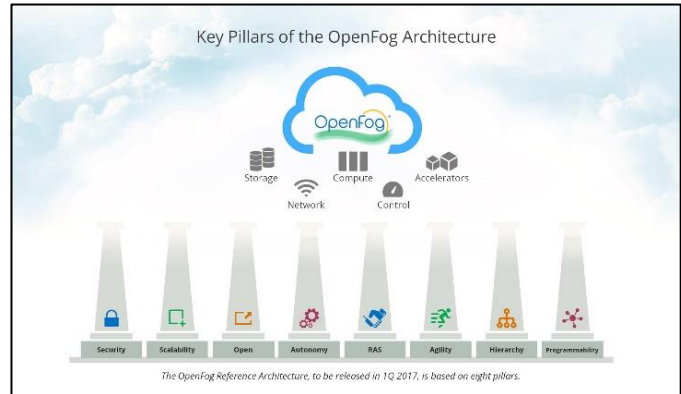 Key Pillars of the OpenFog Architecture
OpenFog
Storage
Compute
Accelerators
Network
Control
Security
Scalability
Open
Autonomy
RAS
Agility
Hierarchy
Programmability
The OpenFog Reference Architecture, to be released in 1Q 2017, is based on eight pillars.